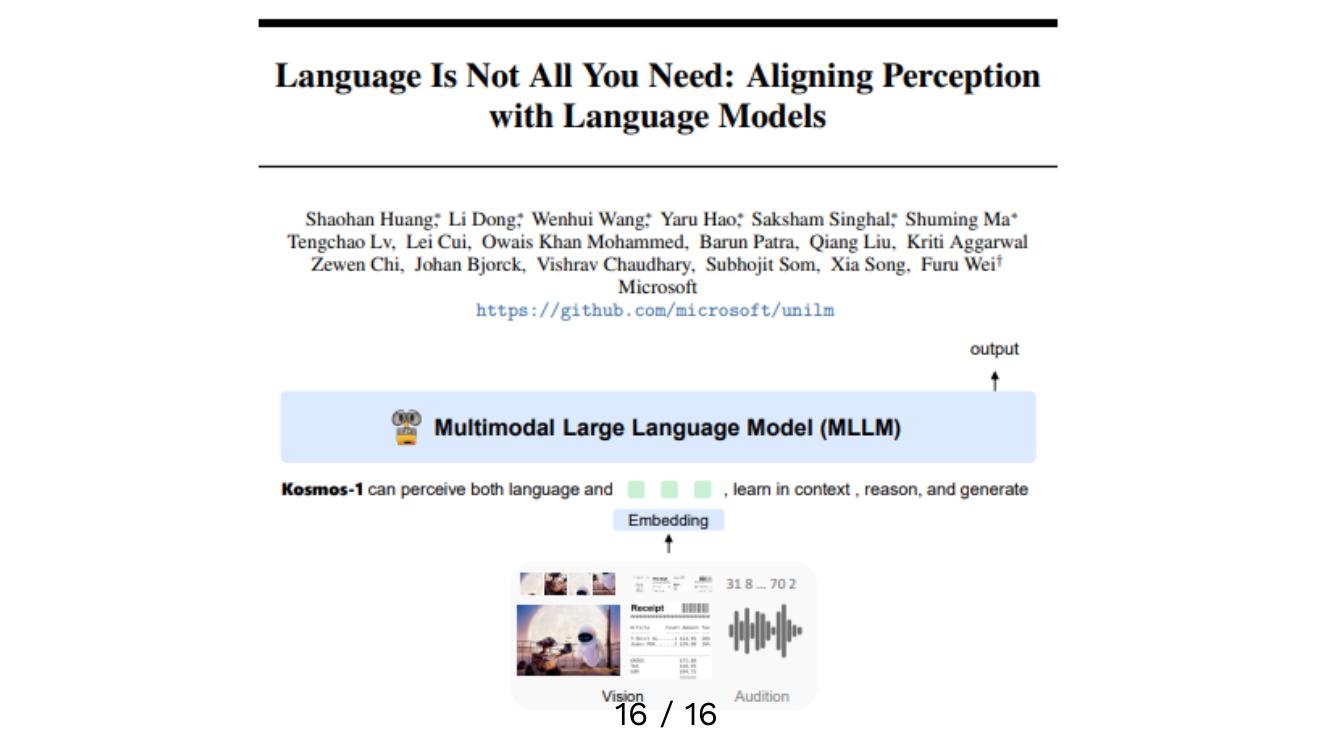 Language Is Not All You Need: Aligning Perception
with Language Models
Shaohan Huang,* Li Dong,* Wenhui Wang,* Yaru Hao,* Saksham Singhal,* Shuming Ma*
Tengchao Lv, Lei Cui, Owais Khan Mohammed, Barun Patra, Qiang Liu, Kriti Aggarwal
Zewen Chi, Johan Bjorck, Vishrav Chaudhary, Subhojit Som, Xia Song, Furu Wei†
Microsoft
https://github.com/microsoft/unilm
output
Multimodal Large Language Model (MLLM)
Kosmos-1 can perceive both language and , learn in context , reason, and generate
Embedding
31 8 ... 70 2
Receipt
Vision
Audition
16 / 16